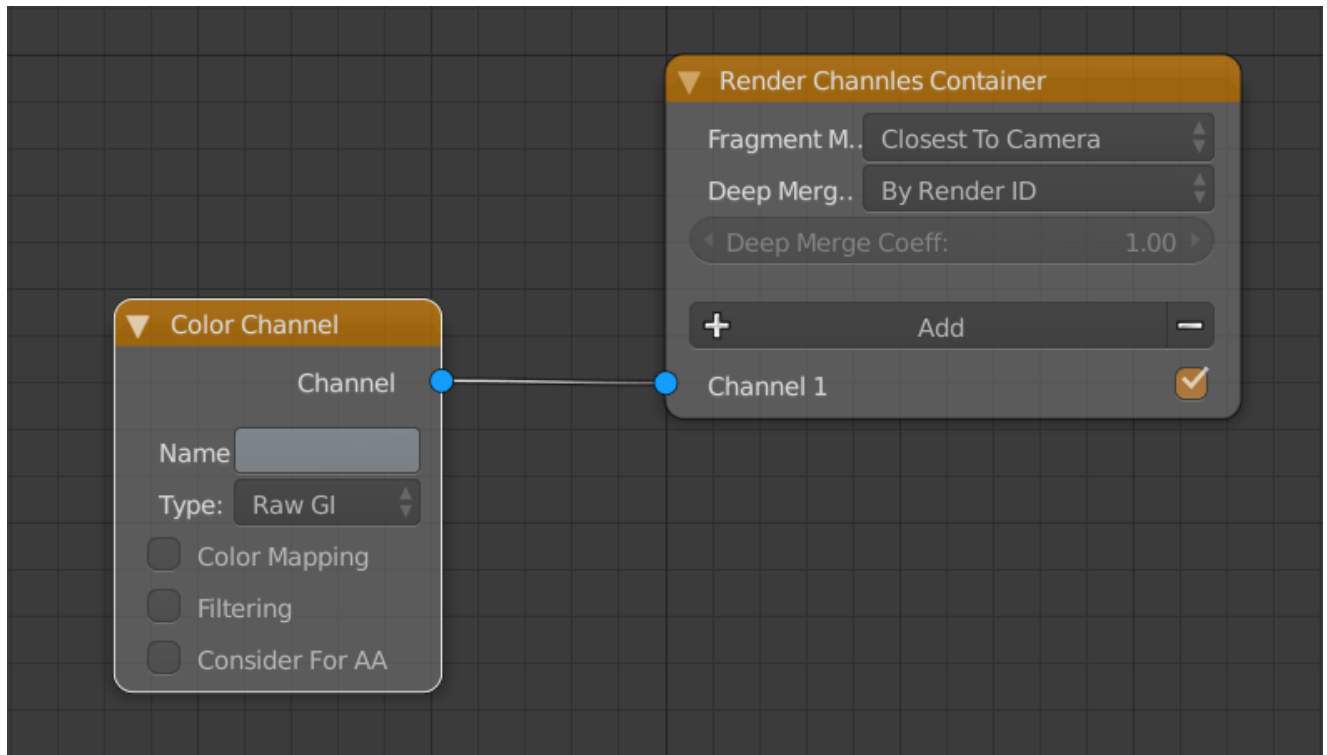 Render Channles Container
Fragment M.. Closest To Camera
Deep Merg.. By Render ID
Deep Merge Coeff: 1.00
Add
Channel 1
Color Channel
Channel
Name
Type: Raw GI
Color Mapping
Filtering
Consider For AA